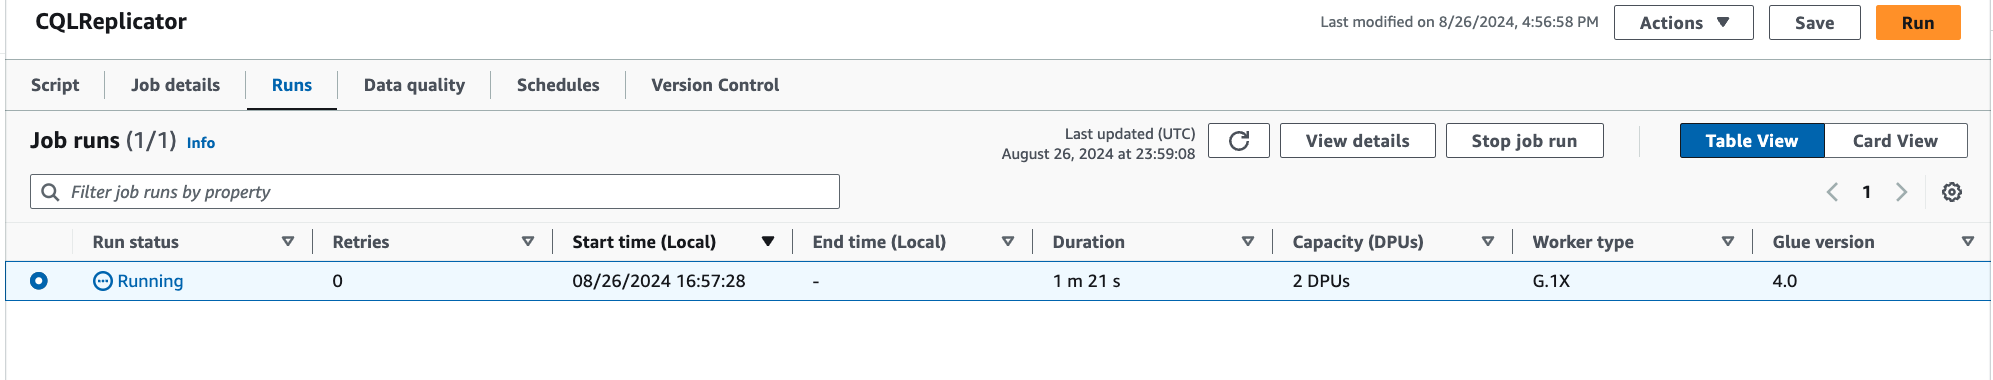 CQLReplicator
Last modified on 8/26/2024, 4:56:58 PM
Actions
Save
Run
Script
Job details
Runs
Data quality
Schedules
Version Control
Job runs (1/1) Info
Last updated (UTC)
August 26, 2024 at 23:59:08
View details
Stop job run
Table View
Card View
Filter job runs by property
1
Run status Retries Start time (Local) End time (Local) Duration Capacity (DPUs) Worker type Glue version
Running 0 08/26/2024 16:57:28 - 1 m 21 s 2 DPUs G.1X 4.0